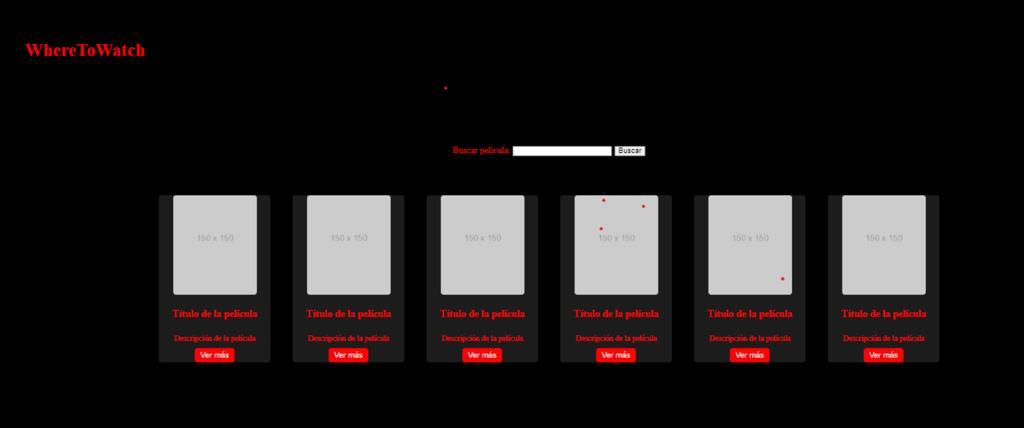 WhereToWatch
Buscar película: Buscar
150 x 150 150 x 150 150 x 150 150 x 150 150 x 150 150 x 150
Título de la película Título de la película Título de la película Título de la película Título de la película Título de la película
Descripción de la película Descripción de la película Descripción de la película Descripción de la película Descripción de la película Descripción de la película
Ver más Ver más Ver más Ver más Ver más Ver más